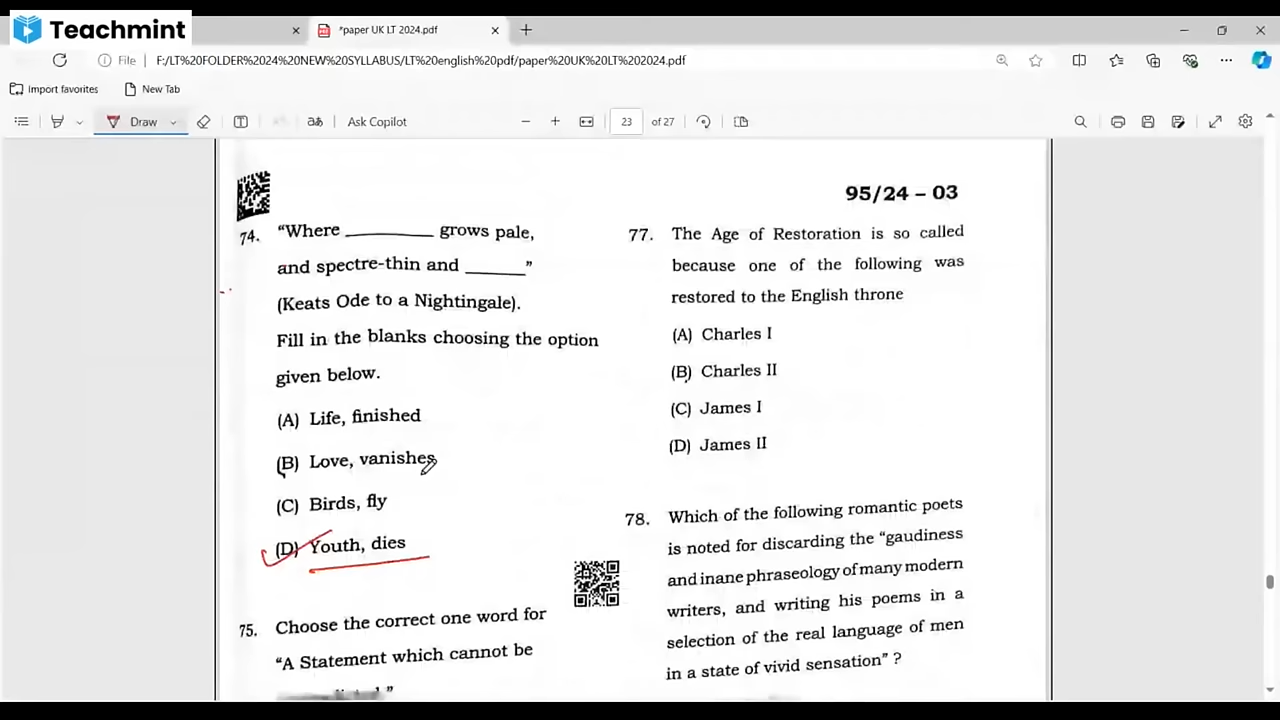 Teachmint
*paper UK LT 2024.pdf
File
F:/LT%20FOLDER%2024%20NEW%20SYLLABUS/LT%20english%20pdf/paper%20UK%20LT%202024.pdf
Import favorites
New Tab
Draw
Ask Copilot
23 of 27
95/24 – 03
74. “Where ________ grows pale,
and spectre-thin and ______”
(Keats Ode to a Nightingale).
Fill in the blanks choosing the option
given below.
(A) Life, finished
(B) Love, vanishes
(C) Birds, fly
(D) Youth, dies
75. Choose the correct one word for
“A Statement which cannot be
77. The Age of Restoration is so called
because one of the following was
restored to the English throne
(A) Charles I
(B) Charles II
(C) James I
(D) James II
78. Which of the following romantic poets
is noted for discarding the “gaudiness
and inane phraseology of many modern
writers, and writing his poems in a
selection of the real language of men
in a state of vivid sensation” ?